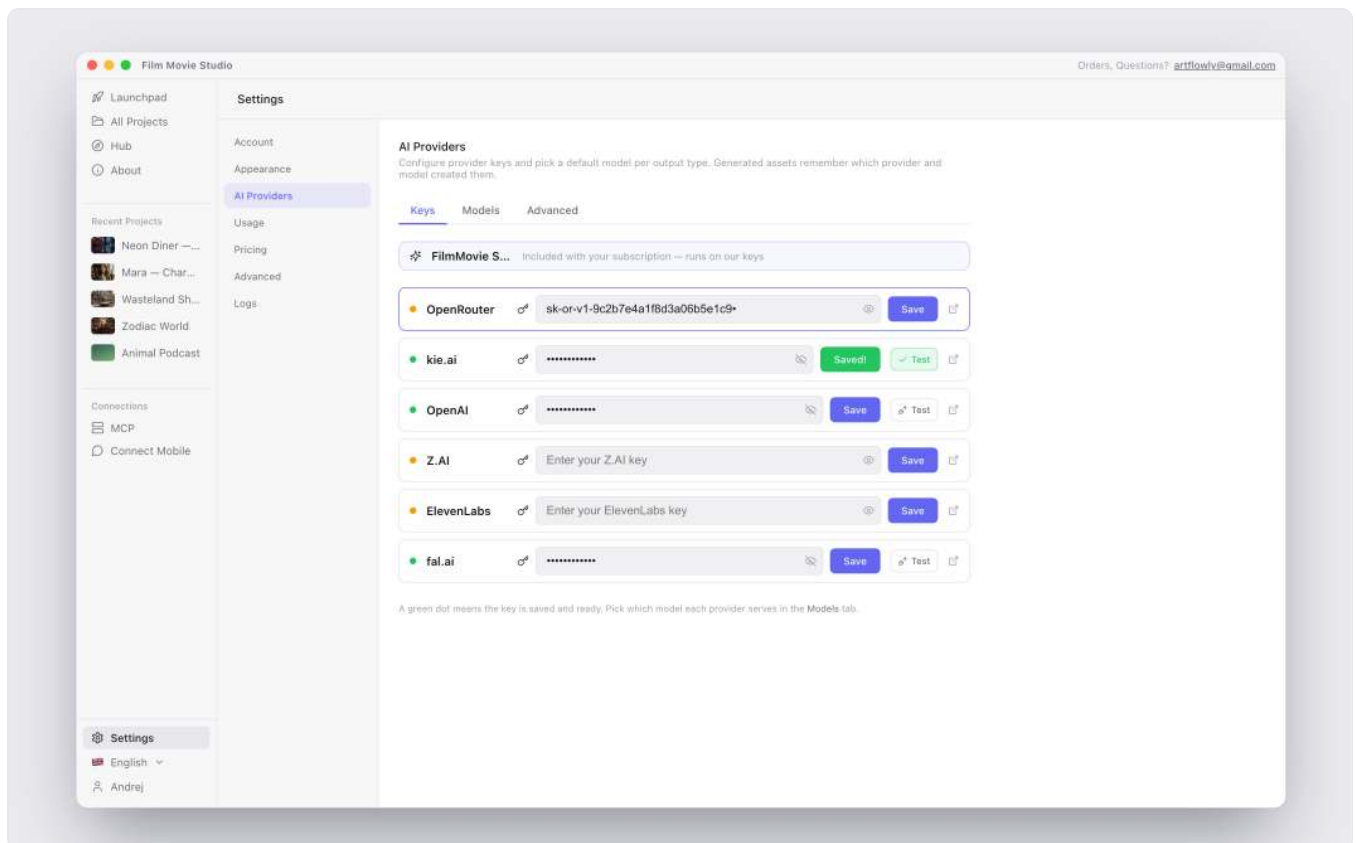 Film Movie Studio
Orders, Questions? artflowlv@gmail.com
Launchpad
All Projects
Hub
About
Recent Projects
Neon Diner —...
Mara — Char...
Wasteland Sh...
Zodiac World
Animal Podcast
Connections
MCP
Connect Mobile
Settings
English
Andrej
Settings
Account
Appearance
AI Providers
Usage
Pricing
Advanced
Logs
AI Providers
Configure provider keys and pick a default model per output type. Generated assets remember which provider and
model created them.
Keys Models Advanced
FilmMovie S... Included with your subscription — runs on our keys
OpenRouter sk-or-v1-9c2b7e4a1f8d3a06b5e1c9• Save
kie.ai •••••••••••• Saved! Test
OpenAI •••••••••••• Save Test
Z.AI Enter your Z.AI key Save
ElevenLabs Enter your ElevenLabs key Save
fal.ai •••••••••••• Save Test
A green dot means the key is saved and ready. Pick which model each provider serves in the Models tab.